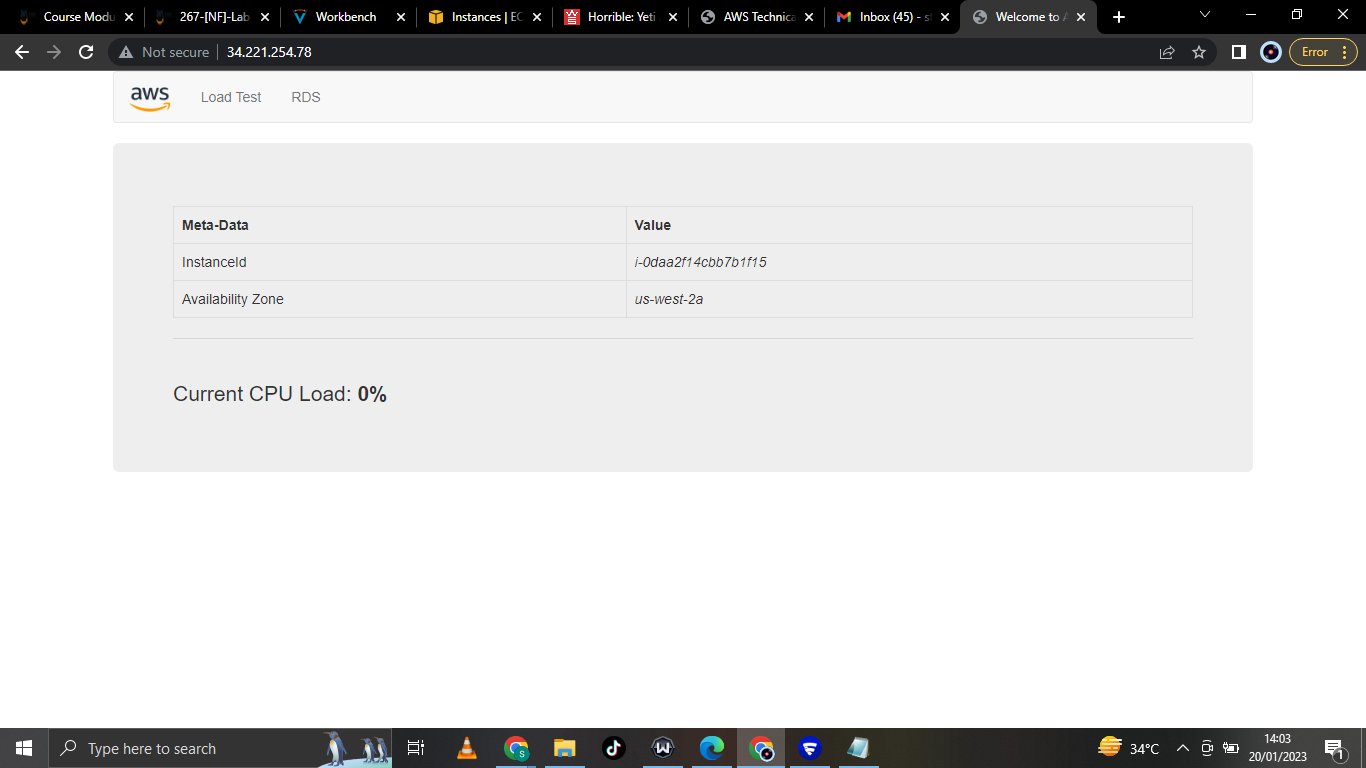 Course Modu
267-[NF]-Lab
Workbench
Instances | EC
Horrible: Yeti
AWS Technica
Inbox (45) - st
Welcome to A
Not secure
34.221.254.78
Error
aws
Load Test
RDS
Meta-Data
Value
InstanceId
i-0daa2f14cbb7b1f15
Availability Zone
us-west-2a
Current CPU Load: 0%
Type here to search
34°C
14:03
20/01/2023
1